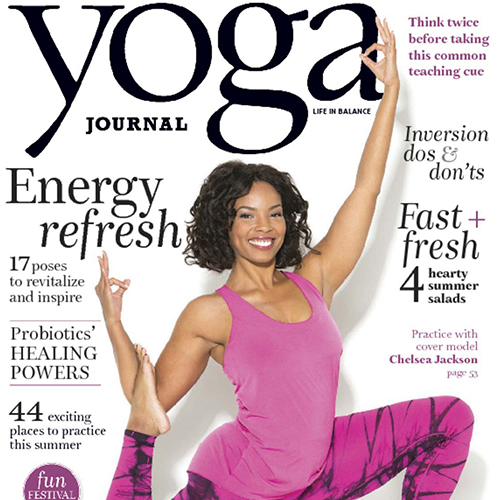 yoga
JOURNAL
LIFE IN BALANCE
Think twice
before taking
this common
teaching cue
Inversion
dos &
don'ts
Energy
refresh
17 poses
to revitalize
and inspire
Fast +
fresh
4 hearty
summer
salads
Probiotics'
HEALING
POWERS
Practice with
cover model
Chelsea Jackson
page 53
44 exciting
places to practice
this summer
fun
FESTIVAL